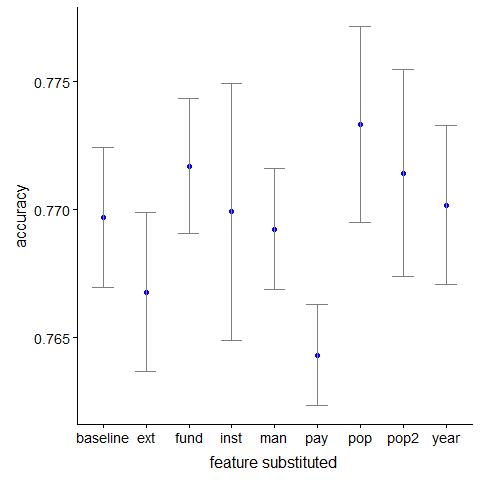 0.775
0.770
0.765
accuracy
baseline ext fund inst man pay pop pop2 year
feature substituted